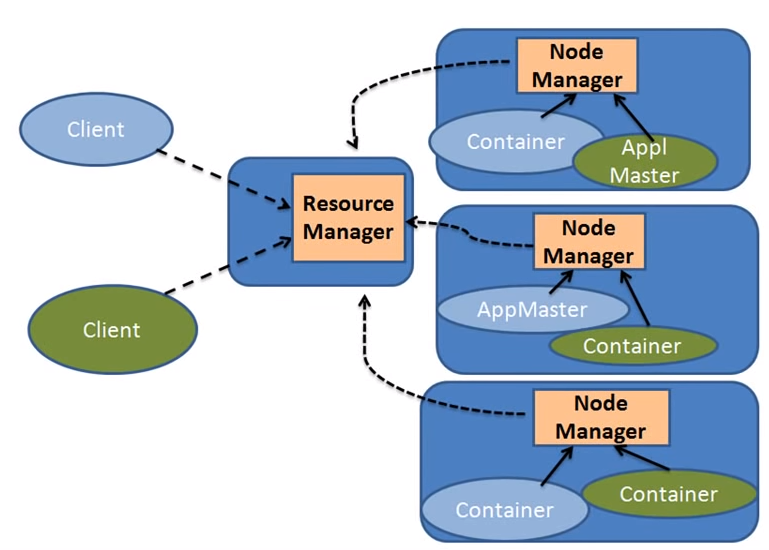 Client
Client
Resource
Manager
Node
Manager
Container
Appl
Master
Node
Manager
AppMaster
Container
Node
Manager
Container
Container